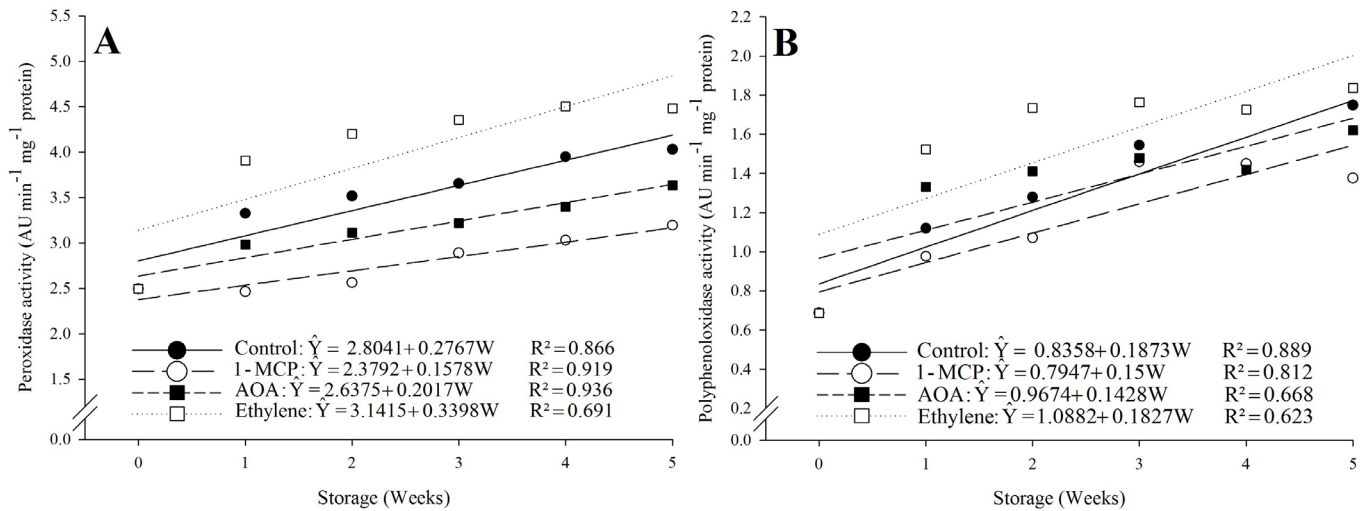 A
Peroxidase activity (AU min⁻¹ mg⁻¹ protein)
5.5
5.0
4.5
4.0
3.5
3.0
2.5
2.0
1.5
0.0
Control: Ŷ = 2.8041+0.2767W R²=0.866
1-MCP: Ŷ = 2.3792+0.1578W R²=0.919
AOA: Ŷ = 2.6375+0.2017W R²=0.936
Ethylene: Ŷ = 3.1415+0.3398W R²=0.691
0 1 2 3 4 5
Storage (Weeks)
B
Polyphenoloxidase activity (AU min⁻¹ mg⁻¹ protein)
2.2
2.0
1.8
1.6
1.4
1.2
1.0
0.8
0.6
0.4
0.2
0.0
Control: Ŷ = 0.8358+0.1873W R²=0.889
1-MCP: Ŷ = 0.7947+0.15W R²=0.812
AOA: Ŷ = 0.9674+0.1428W R²=0.668
Ethylene: Ŷ = 1.0882+0.1827W R²=0.623
0 1 2 3 4 5
Storage (Weeks)